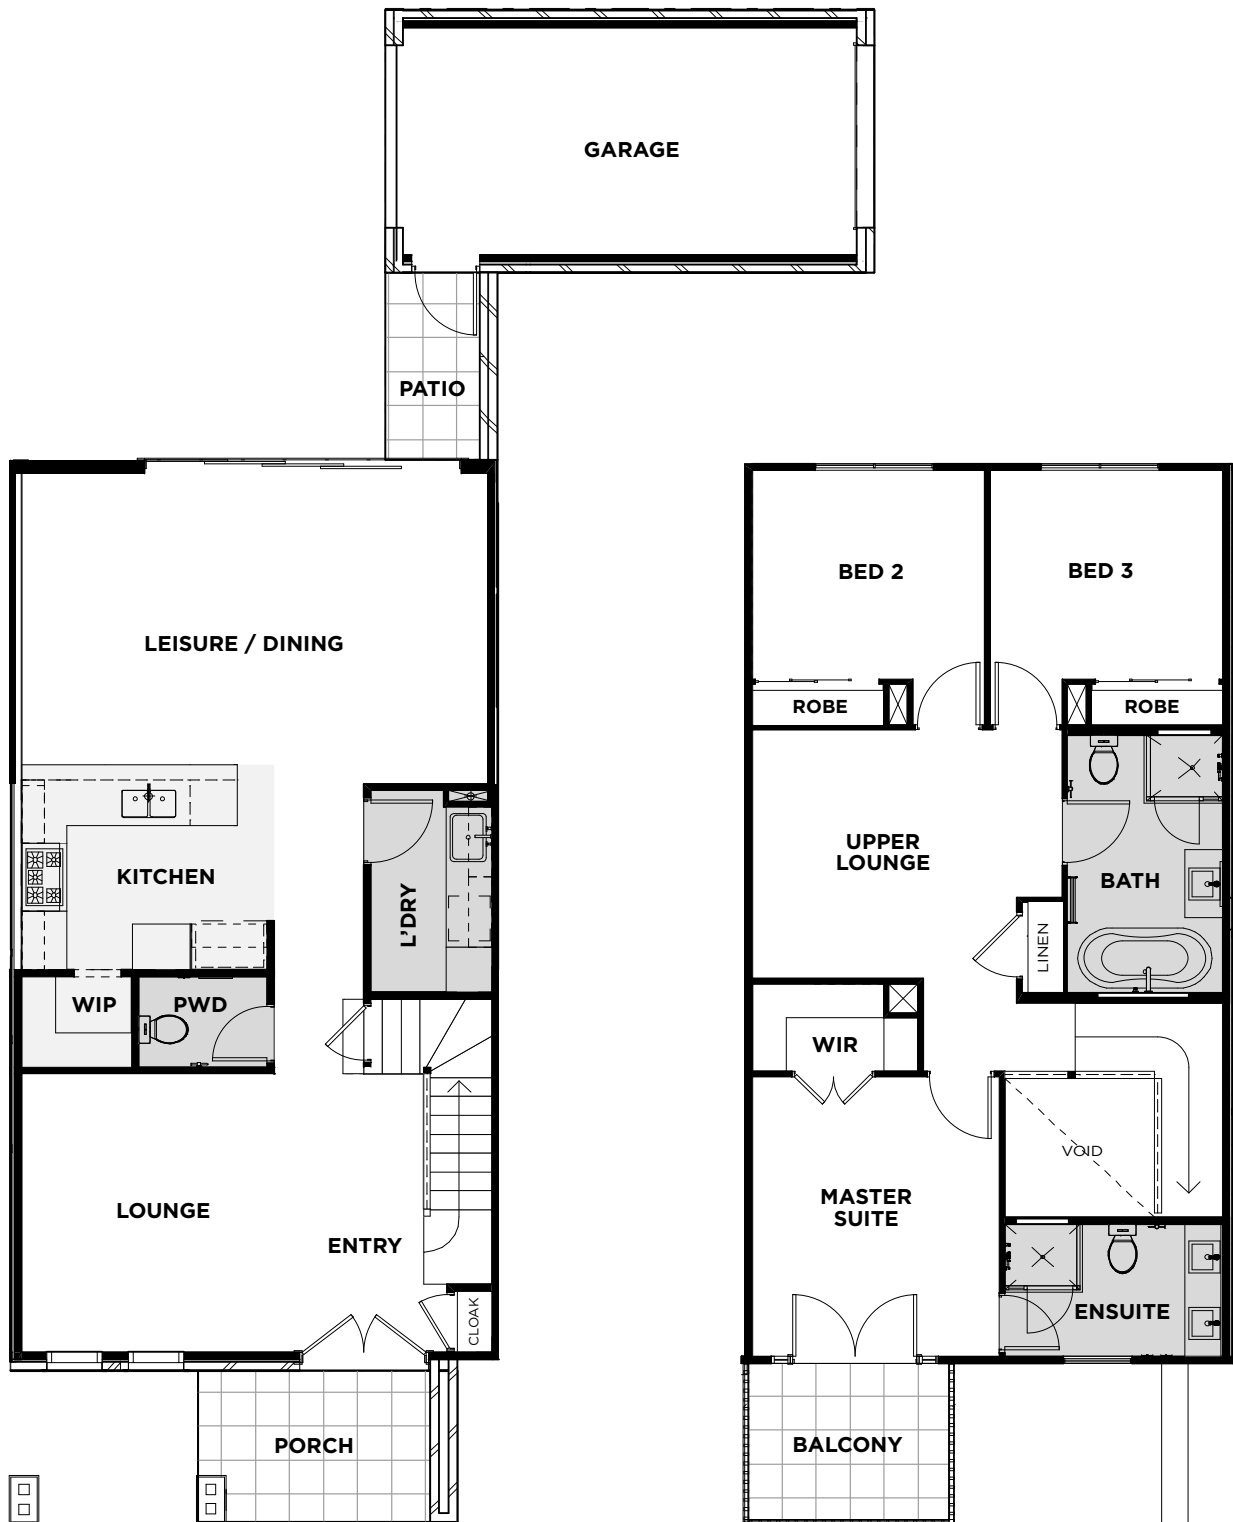 GARAGE
PATIO
LEISURE / DINING
KITCHEN
L'DRY
WIP
PWD
LOUNGE
ENTRY
CLOAK
PORCH
BED 2
BED 3
ROBE
ROBE
UPPER
LOUNGE
BATH
LINEN
WIR
VOID
MASTER
SUITE
ENSUITE
BALCONY